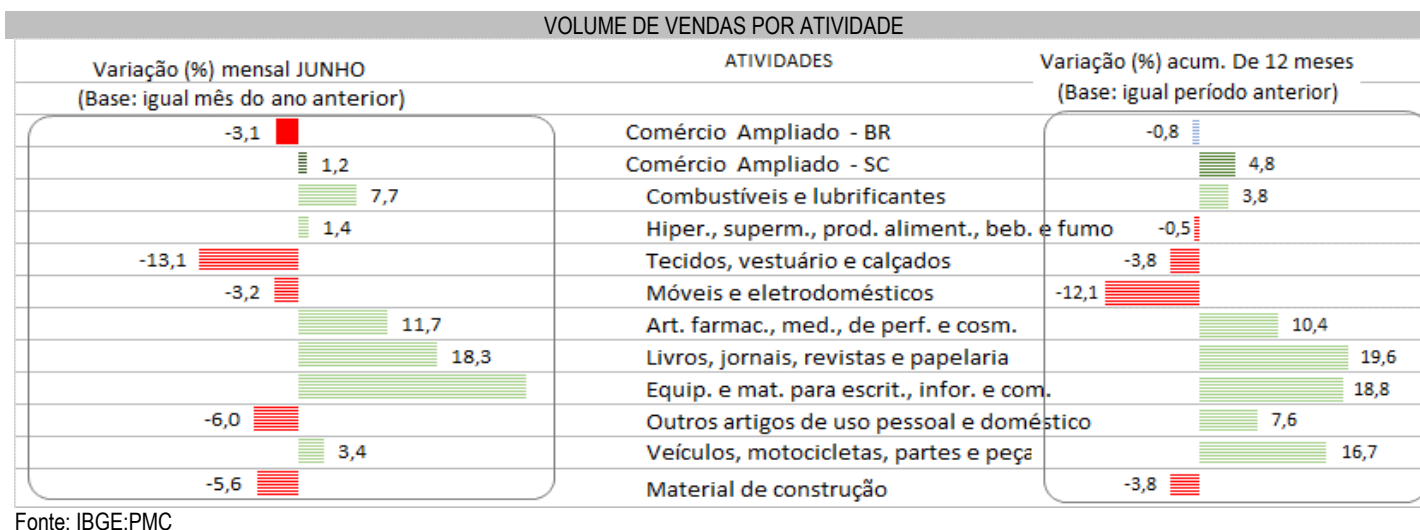 VOLUME DE VENDAS POR ATIVIDADE
Variação (%) mensal JUNHO
(Base: igual mês do ano anterior)
ATIVIDADES
Variação (%) acum. De 12 meses
(Base: igual período anterior)
-3,1 Comércio Ampliado - BR -0,8
1,2 Comércio Ampliado - SC 4,8
7,7 Combustíveis e lubrificantes 3,8
1,4 Hiper., superm., prod. aliment., beb. e fumo -0,5
-13,1 Tecidos, vestuário e calçados -3,8
-3,2 Móveis e eletrodomésticos -12,1
11,7 Art. farmac., med., de perf. e cosm. 10,4
18,3 Livros, jornais, revistas e papelaria 19,6
Equip. e mat. para escrit., infor. e com. 18,8
-6,0 Outros artigos de uso pessoal e doméstico 7,6
3,4 Veículos, motocicletas, partes e peça 16,7
-5,6 Material de construção -3,8
Fonte: IBGE:PMC